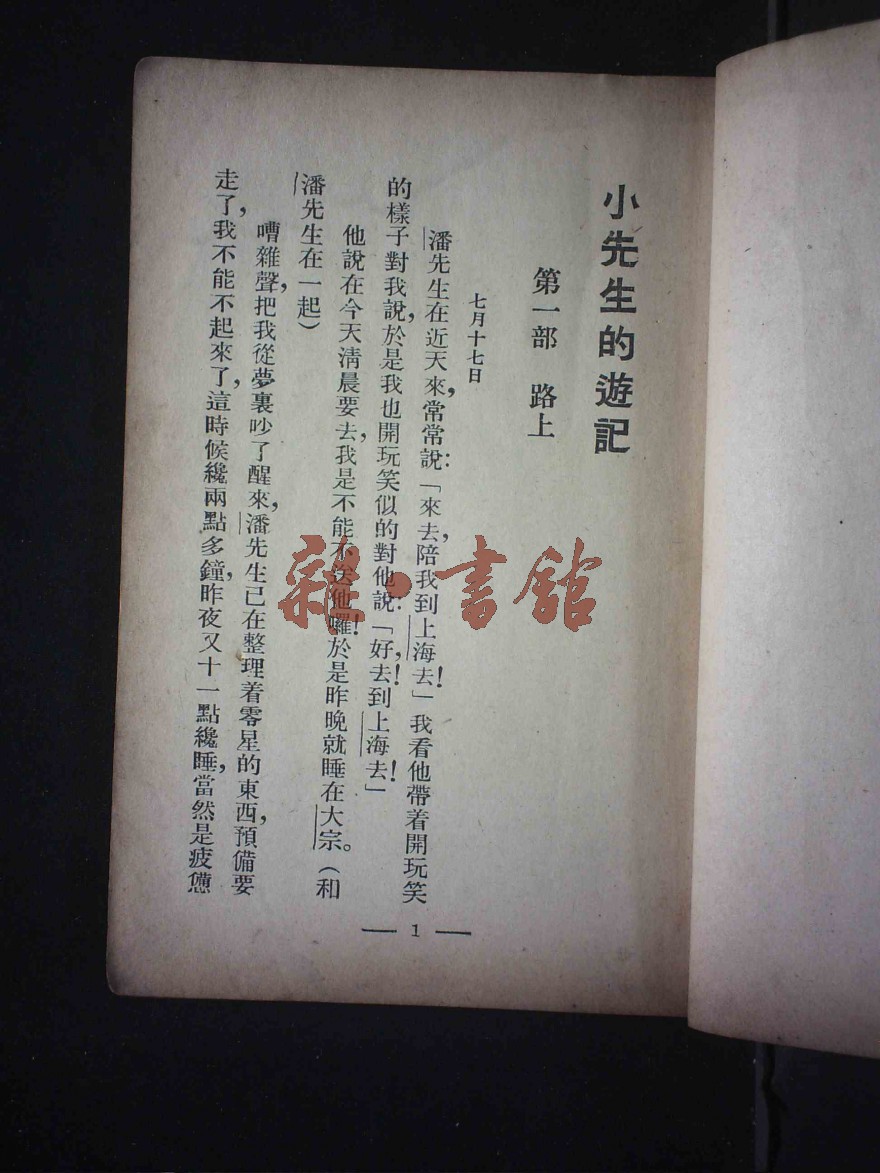 小先生的遊記
第一部　路上
七月十七日
潘先生在近天來，常常說：「來，去陪我到上海去！」我看他帶着開玩笑
的樣子對我說，於是我也開玩笑似的對他說：「好，去！到上海去！」
他說在今天清晨要去，我是不能不送他囉！於是昨晚就睡在大宗。（和
潘先生在一起）
嘈雜聲，把我從夢裏吵了醒來，潘先生已在整理着零星的東西，預備要
走了，我不能不起來了，這時候纔兩點多鐘，昨夜又十一點纔睡，當然是疲憊
— 1 —
雜·書館